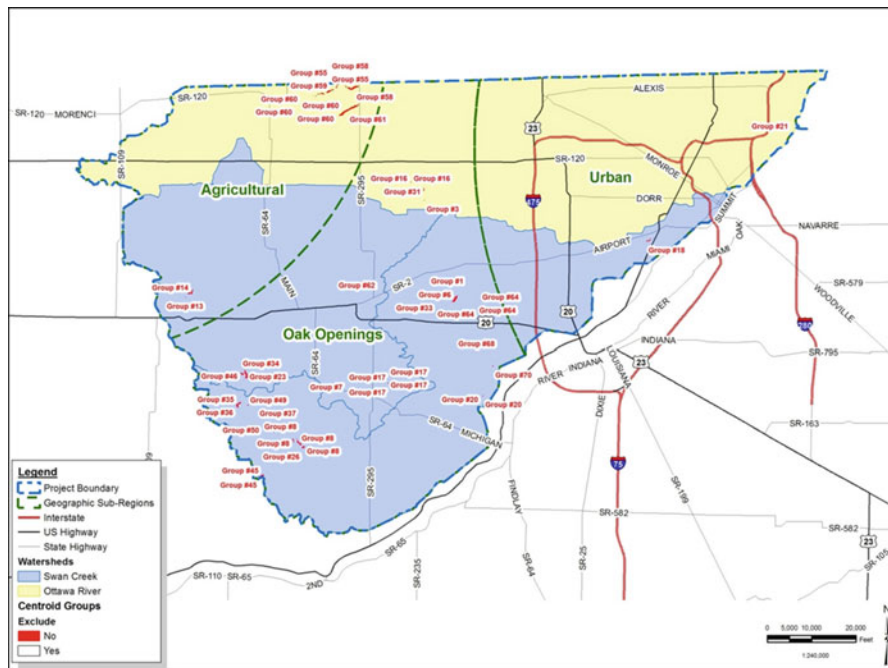 Group #58
Group #55
Group #55
Group #59
Group #60
Group #58
Group #60
Group #60
Group #60
Group #61
SR-120
SR-120
MORENCI
ALEXIS
23
Group #21
SR-109
SR-120
MONROE
Group #16
Group #16
Urban
Agricultural
Group #31
SR-295
DORR
SUMMIT
SR-64
Group #3
475
OAK
NAVARRE
AIRPORT
MIAMI
Group #18
SR-2
Group #14
MAIN
Group #62
Group #1
SR-579
Group #6
Group #64
WOODVILLE
Group #13
Group #33
Group #64
Group #64
20
RIVER
20
280
Oak Openings
INDIANA
Group #68
SR-64
LOUISIANA
SR-795
Group #34
23
RIVER
INDIANA
Group #46
Group #23
Group #17
Group #17
Group #70
Group #7
Group #17
Group #17
DIXIE
Group #35
Group #49
Group #20
Group #20
Group #36
Group #37
SR-64
SR-163
Group #50
Group #8
MICHIGAN
Group #8
Group #8
Group #8
Group #26
Group #45
75
Group #45
SR-295
FINDLAY
SR-199
SR-582
SR-582
23
SR-65
SR-25
SR-105
SR-110
SR-65
2ND
SR-235
SR-64
Legend
Project Boundary
Geographic Sub-Regions
Interstate
US Highway
State Highway
Watersheds
Swan Creek
Ottawa River
Centroid Groups
Exclude
No
Yes
N
0 5,000 10,000 20,000
Feet
1:240,000